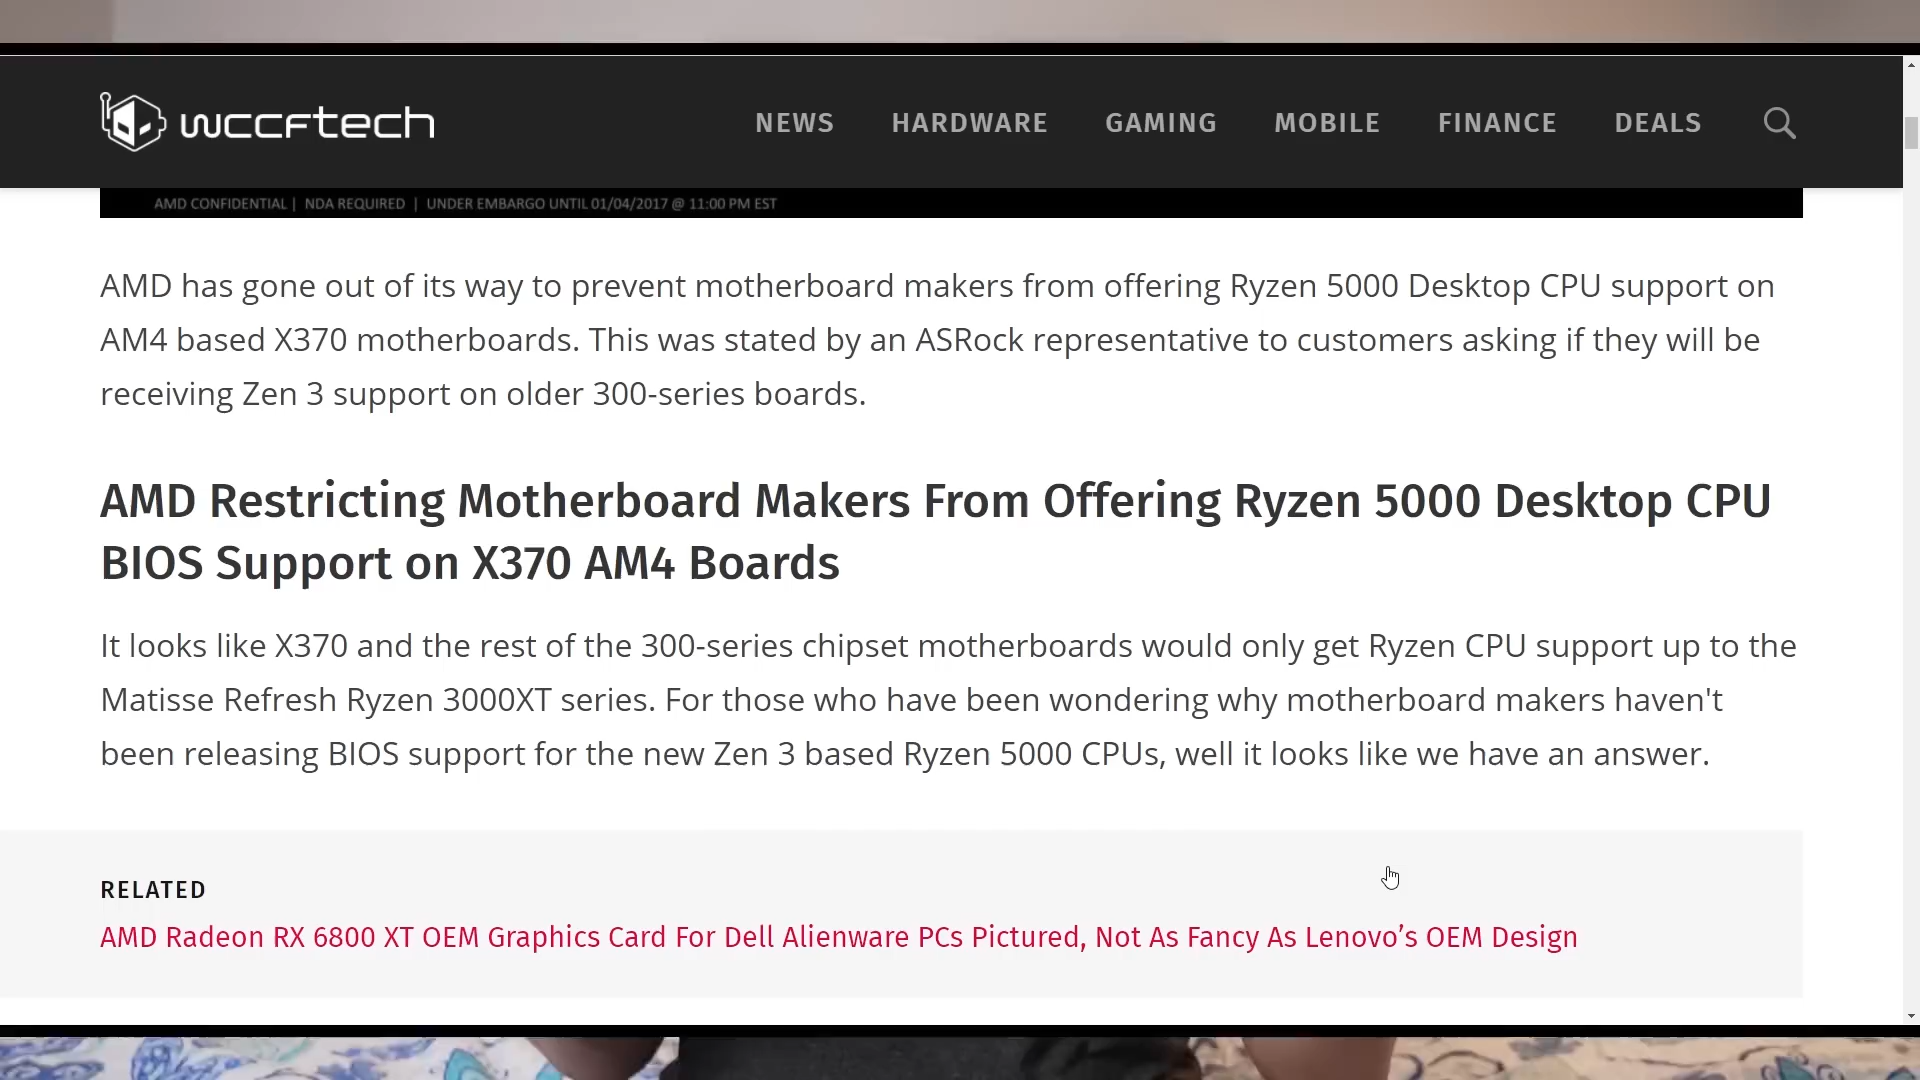 wccftech
NEWS HARDWARE GAMING MOBILE FINANCE DEALS
AMD CONFIDENTIAL | NDA REQUIRED | UNDER EMBARGO UNTIL 01/04/2017 @ 11:00 PM EST
AMD has gone out of its way to prevent motherboard makers from offering Ryzen 5000 Desktop CPU support on
AM4 based X370 motherboards. This was stated by an ASRock representative to customers asking if they will be
receiving Zen 3 support on older 300-series boards.
AMD Restricting Motherboard Makers From Offering Ryzen 5000 Desktop CPU
BIOS Support on X370 AM4 Boards
It looks like X370 and the rest of the 300-series chipset motherboards would only get Ryzen CPU support up to the
Matisse Refresh Ryzen 3000XT series. For those who have been wondering why motherboard makers haven't
been releasing BIOS support for the new Zen 3 based Ryzen 5000 CPUs, well it looks like we have an answer.
RELATED
AMD Radeon RX 6800 XT OEM Graphics Card For Dell Alienware PCs Pictured, Not As Fancy As Lenovo’s OEM Design